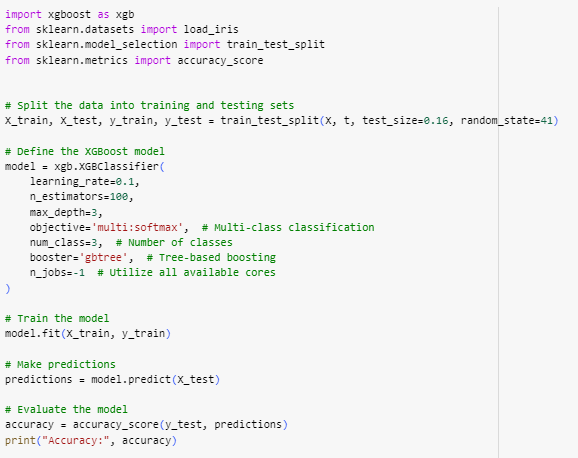 import xgboost as xgb
from sklearn.datasets import load_iris
from sklearn.model_selection import train_test_split
from sklearn.metrics import accuracy_score
# Split the data into training and testing sets
X_train, X_test, y_train, y_test = train_test_split(X, t, test_size=0.16, random_state=41)
# Define the XGBoost model
model = xgb.XGBClassifier(
    learning_rate=0.1,
    n_estimators=100,
    max_depth=3,
    objective='multi:softmax',  # Multi-class classification
    num_class=3,  # Number of classes
    booster='gbtree',  # Tree-based boosting
    n_jobs=-1  # Utilize all available cores
)
# Train the model
model.fit(X_train, y_train)
# Make predictions
predictions = model.predict(X_test)
# Evaluate the model
accuracy = accuracy_score(y_test, predictions)
print("Accuracy:", accuracy)